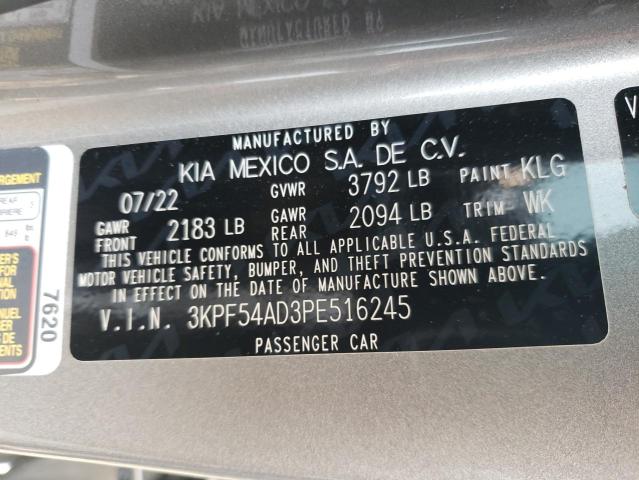 MANUFACTURED BY
KIA MEXICO S.A. DE C.V.
07/22 GVWR 3792 LB PAINT KLG
GAWR FRONT 2183 LB GAWR REAR 2094 LB TRIM WK
THIS VEHICLE CONFORMS TO ALL APPLICABLE U.S.A. FEDERAL
MOTOR VEHICLE SAFETY, BUMPER, AND THEFT PREVENTION STANDARDS
IN EFFECT ON THE DATE OF MANUFACTURE SHOWN ABOVE.
V.I.N. 3KPF54AD3PE516245
PASSENGER CAR
7620